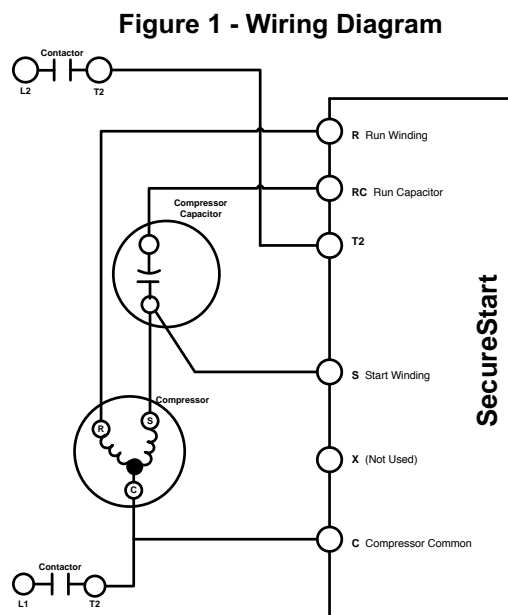 Figure 1 - Wiring Diagram
Contactor
L2
T2
R Run Winding
RC Run Capacitor
Compressor
Capacitor
T2
SecureStart
S Start Winding
Compressor
R
S
X (Not Used)
C
C Compressor Common
Contactor
L1
T2